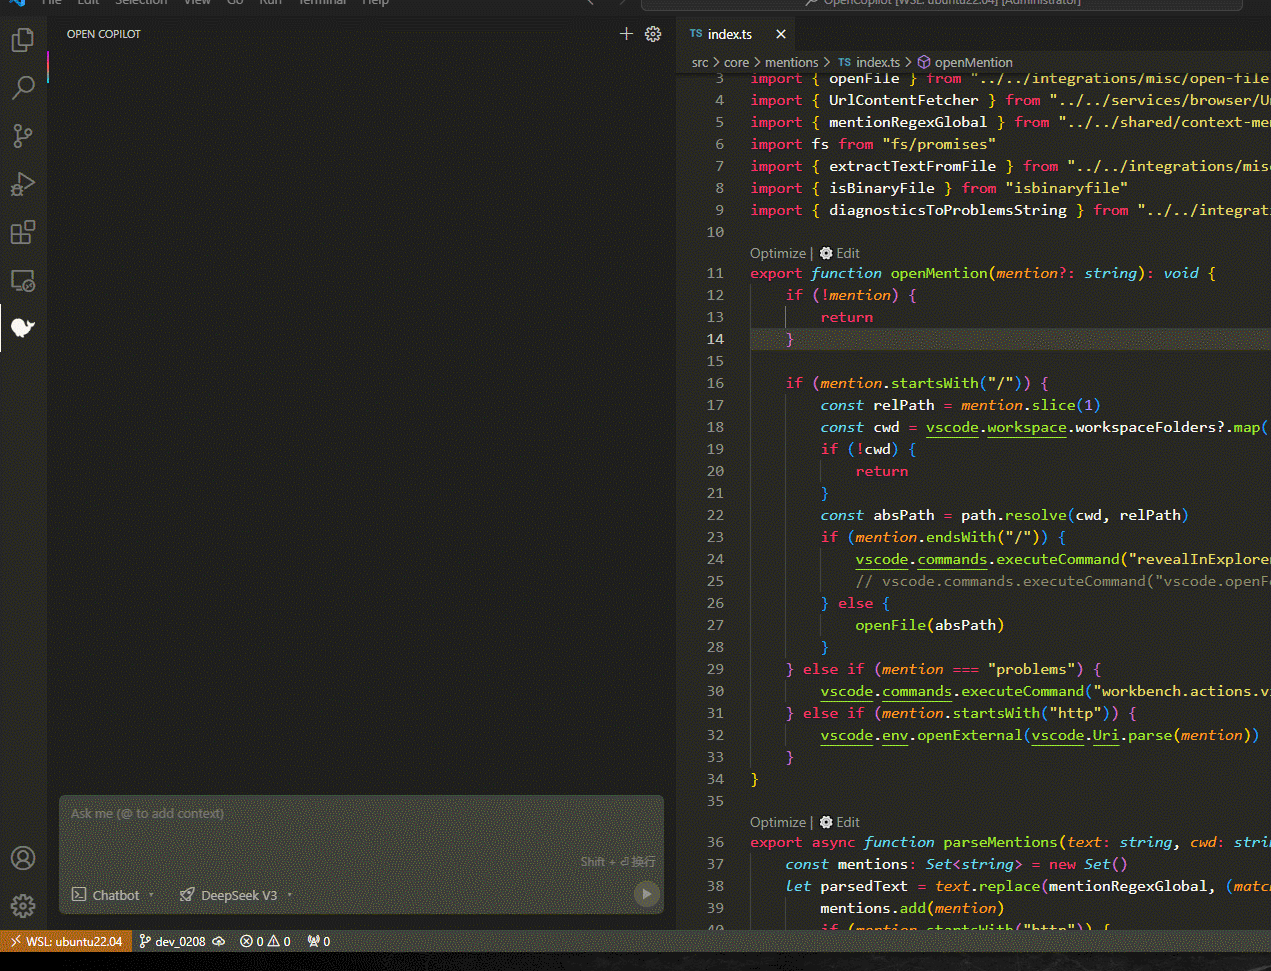 File Edit Selection View Go Run Terminal Help
OpenCopilot [WSL: ubuntu22.04] [Administrator]
OPEN COPILOT
TS index.ts
src > core > mentions > TS index.ts > openMention
3 import { openFile } from "../../integrations/misc/open-file
4 import { UrlContentFetcher } from "../../services/browser/U
5 import { mentionRegexGlobal } from "../../shared/context-me
6 import fs from "fs/promises"
7 import { extractTextFromFile } from "../../integrations/mis
8 import { isBinaryFile } from "isbinaryfile"
9 import { diagnosticsToProblemsString } from "../../integrat
10
Optimize | Edit
11 export function openMention(mention?: string): void {
12 if (!mention) {
13 return
14 }
15
16 if (mention.startsWith("/")) {
17 const relPath = mention.slice(1)
18 const cwd = vscode.workspace.workspaceFolders?.map(
19 if (!cwd) {
20 return
21 }
22 const absPath = path.resolve(cwd, relPath)
23 if (mention.endsWith("/")) {
24 vscode.commands.executeCommand("revealInExplorer
25 // vscode.commands.executeCommand("vscode.openF
26 } else {
27 openFile(absPath)
28 }
29 } else if (mention === "problems") {
30 vscode.commands.executeCommand("workbench.actions.v
31 } else if (mention.startsWith("http")) {
32 vscode.env.openExternal(vscode.Uri.parse(mention))
33 }
34 }
35
Optimize | Edit
36 export async function parseMentions(text: string, cwd: stri
37 const mentions: Set<string> = new Set()
38 let parsedText = text.replace(mentionRegexGlobal, (matc
39 mentions.add(mention)
40 if (mention.startsWith("http")) {
Ask me (@ to add context)
Shift + ⏎ 换行
Chatbot
DeepSeek V3
WSL: ubuntu22.04 dev_0208 0 0 0